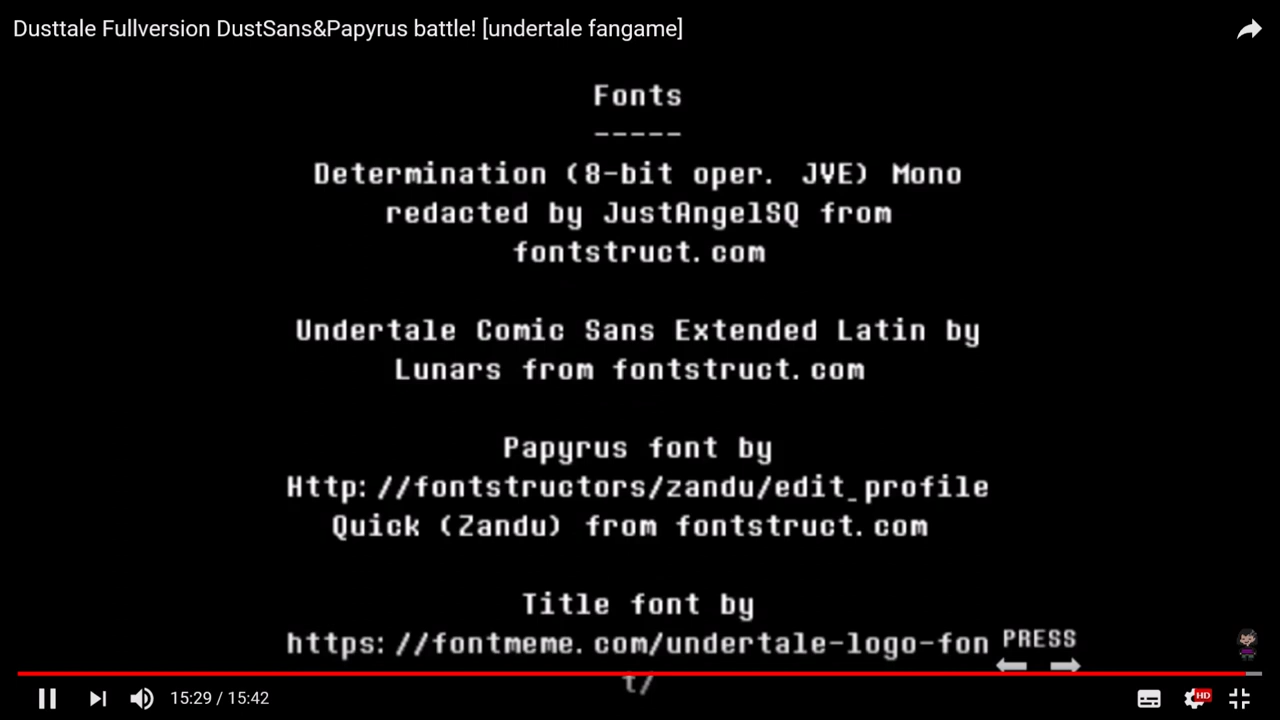 Dusttale Fullversion DustSans&Papyrus battle! [undertale fangame]
Fonts
-----
Determination (8-bit oper. JVE) Mono
redacted by JustAngelSQ from
fontstruct.com
Undertale Comic Sans Extended Latin by
Lunars from fontstruct.com
Papyrus font by
Http://fontstructors/zandu/edit_profile
Quick (Zandu) from fontstruct.com
Title font by
https://fontmeme.com/undertale-logo-fon
t/
PRESS
15:29 / 15:42
HD